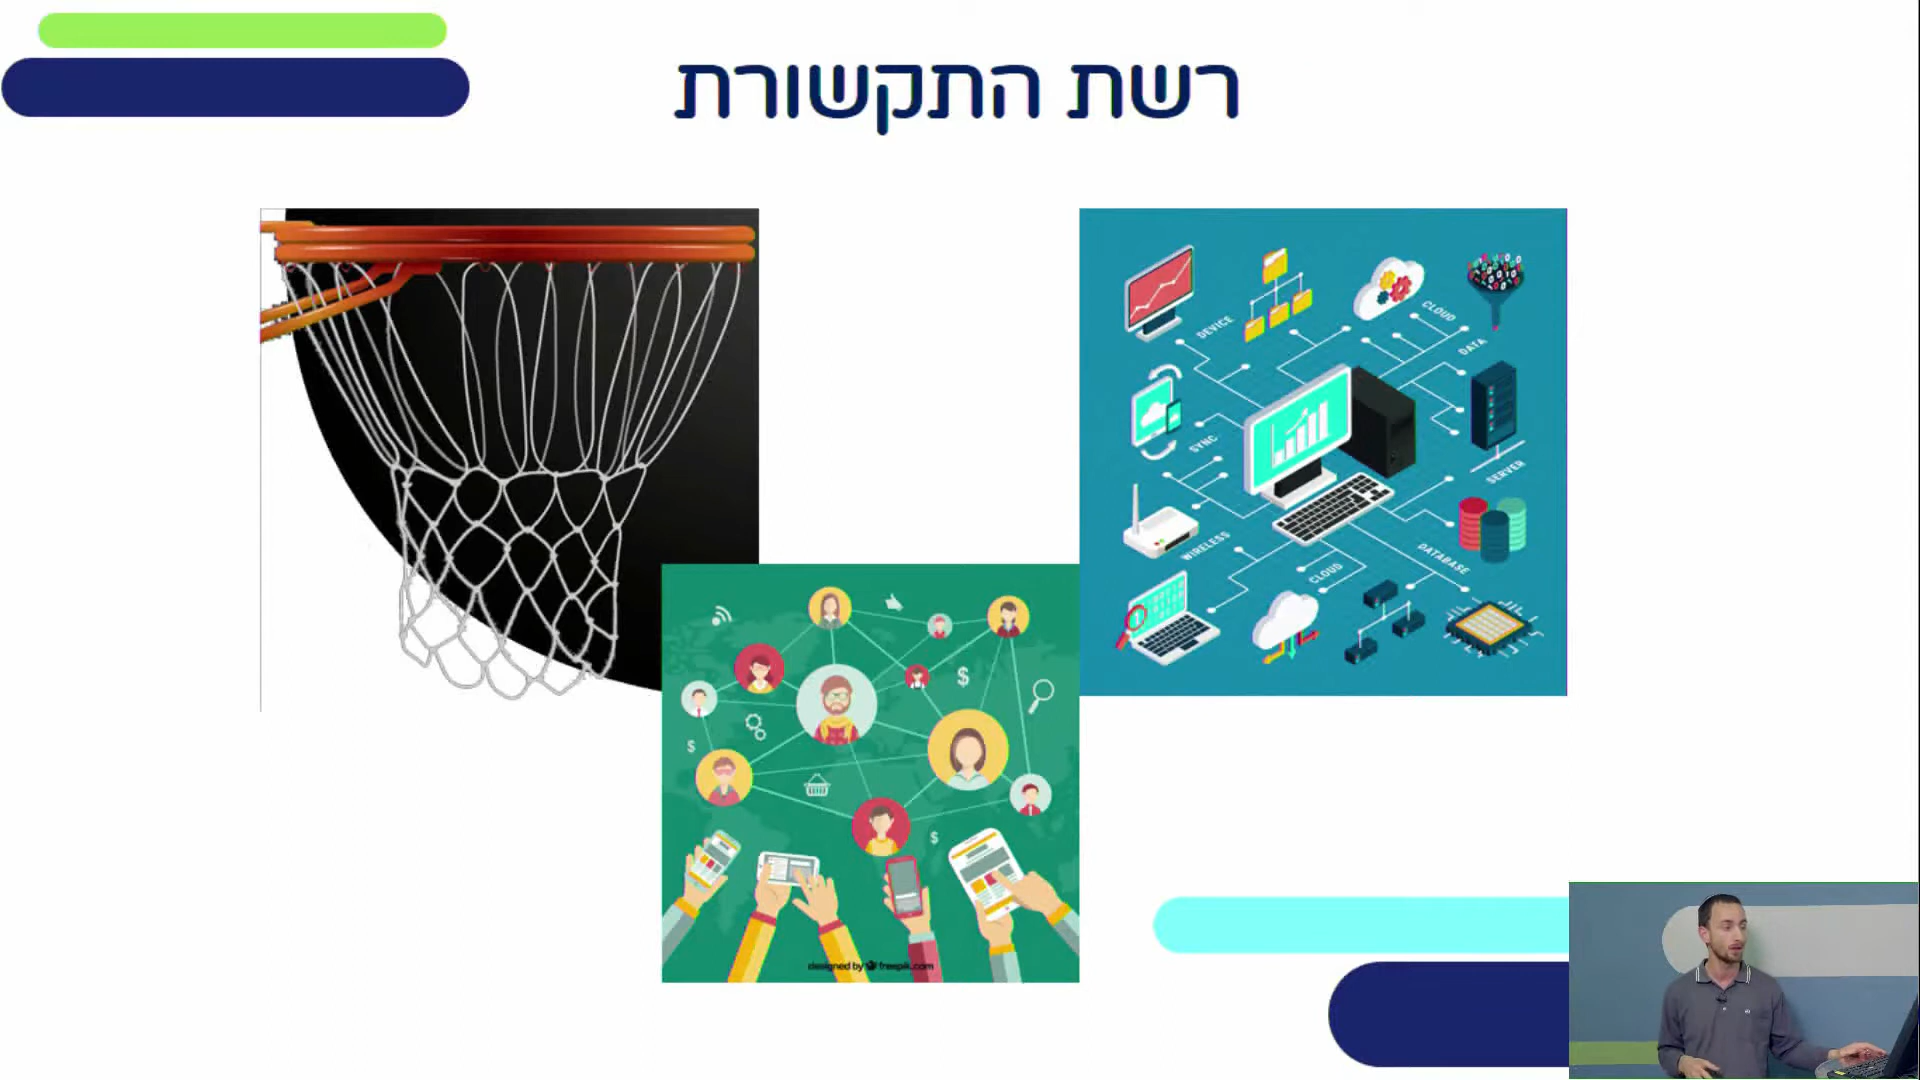 רשת התקשורת
DEVICE
CLOUD
DATA
SYNC
SERVER
WIRELESS
DATABASE
CLOUD
designed by freepik.com